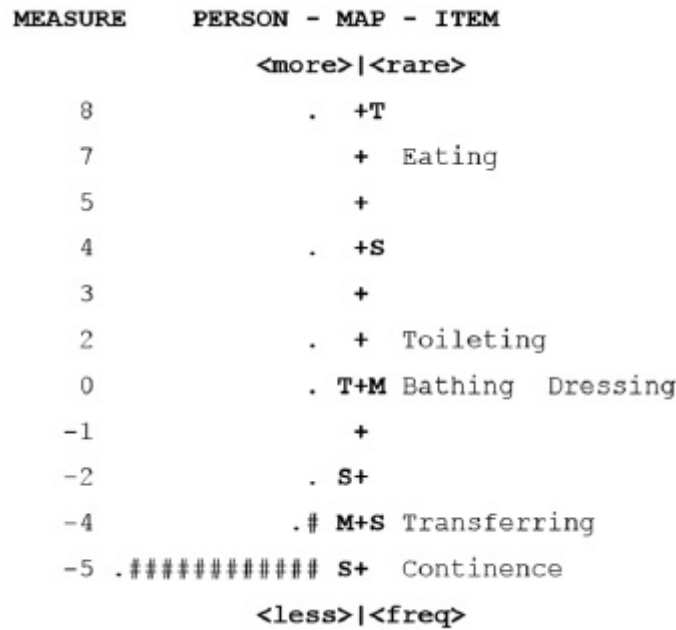 MEASURE PERSON - MAP - ITEM
<more>|<rare>
8 . +T
7 + Eating
5 +
4 . +S
3 +
2 . + Toileting
0 . T+M Bathing Dressing
-1 +
-2 . S+
-4 .# M+S Transferring
-5 .############ S+ Continence
<less>|<freq>